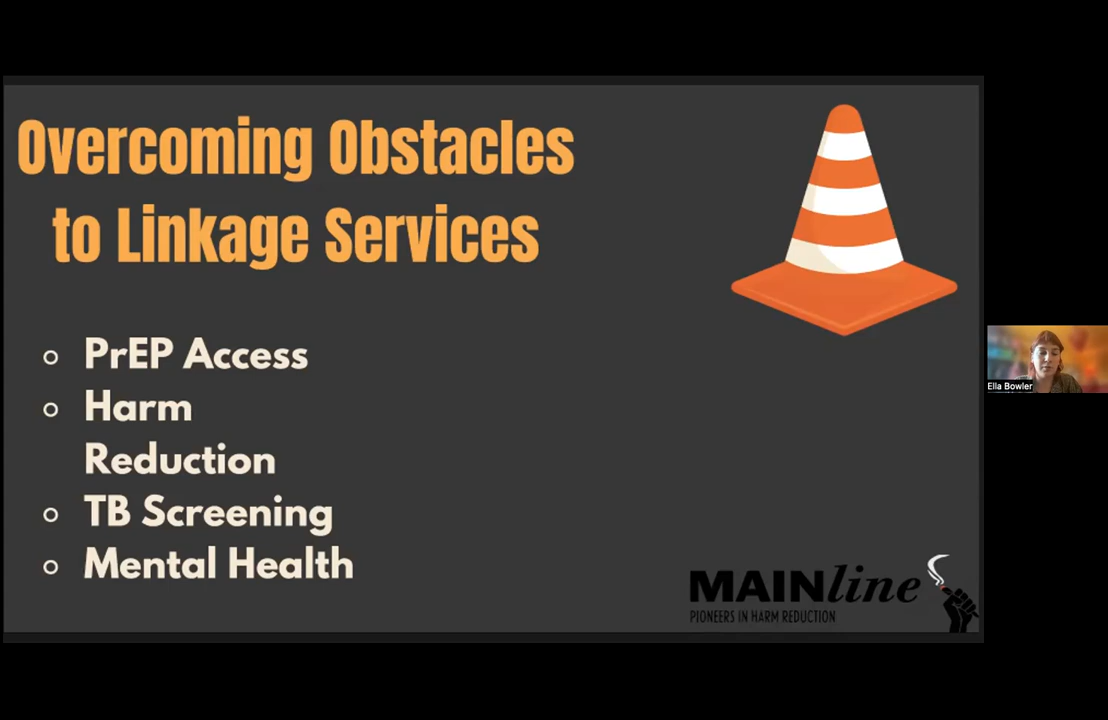 Overcoming Obstacles
to Linkage Services
PrEP Access
Harm
Reduction
TB Screening
Mental Health
MAINline
PIONEERS IN HARM REDUCTION
Ella Bowler